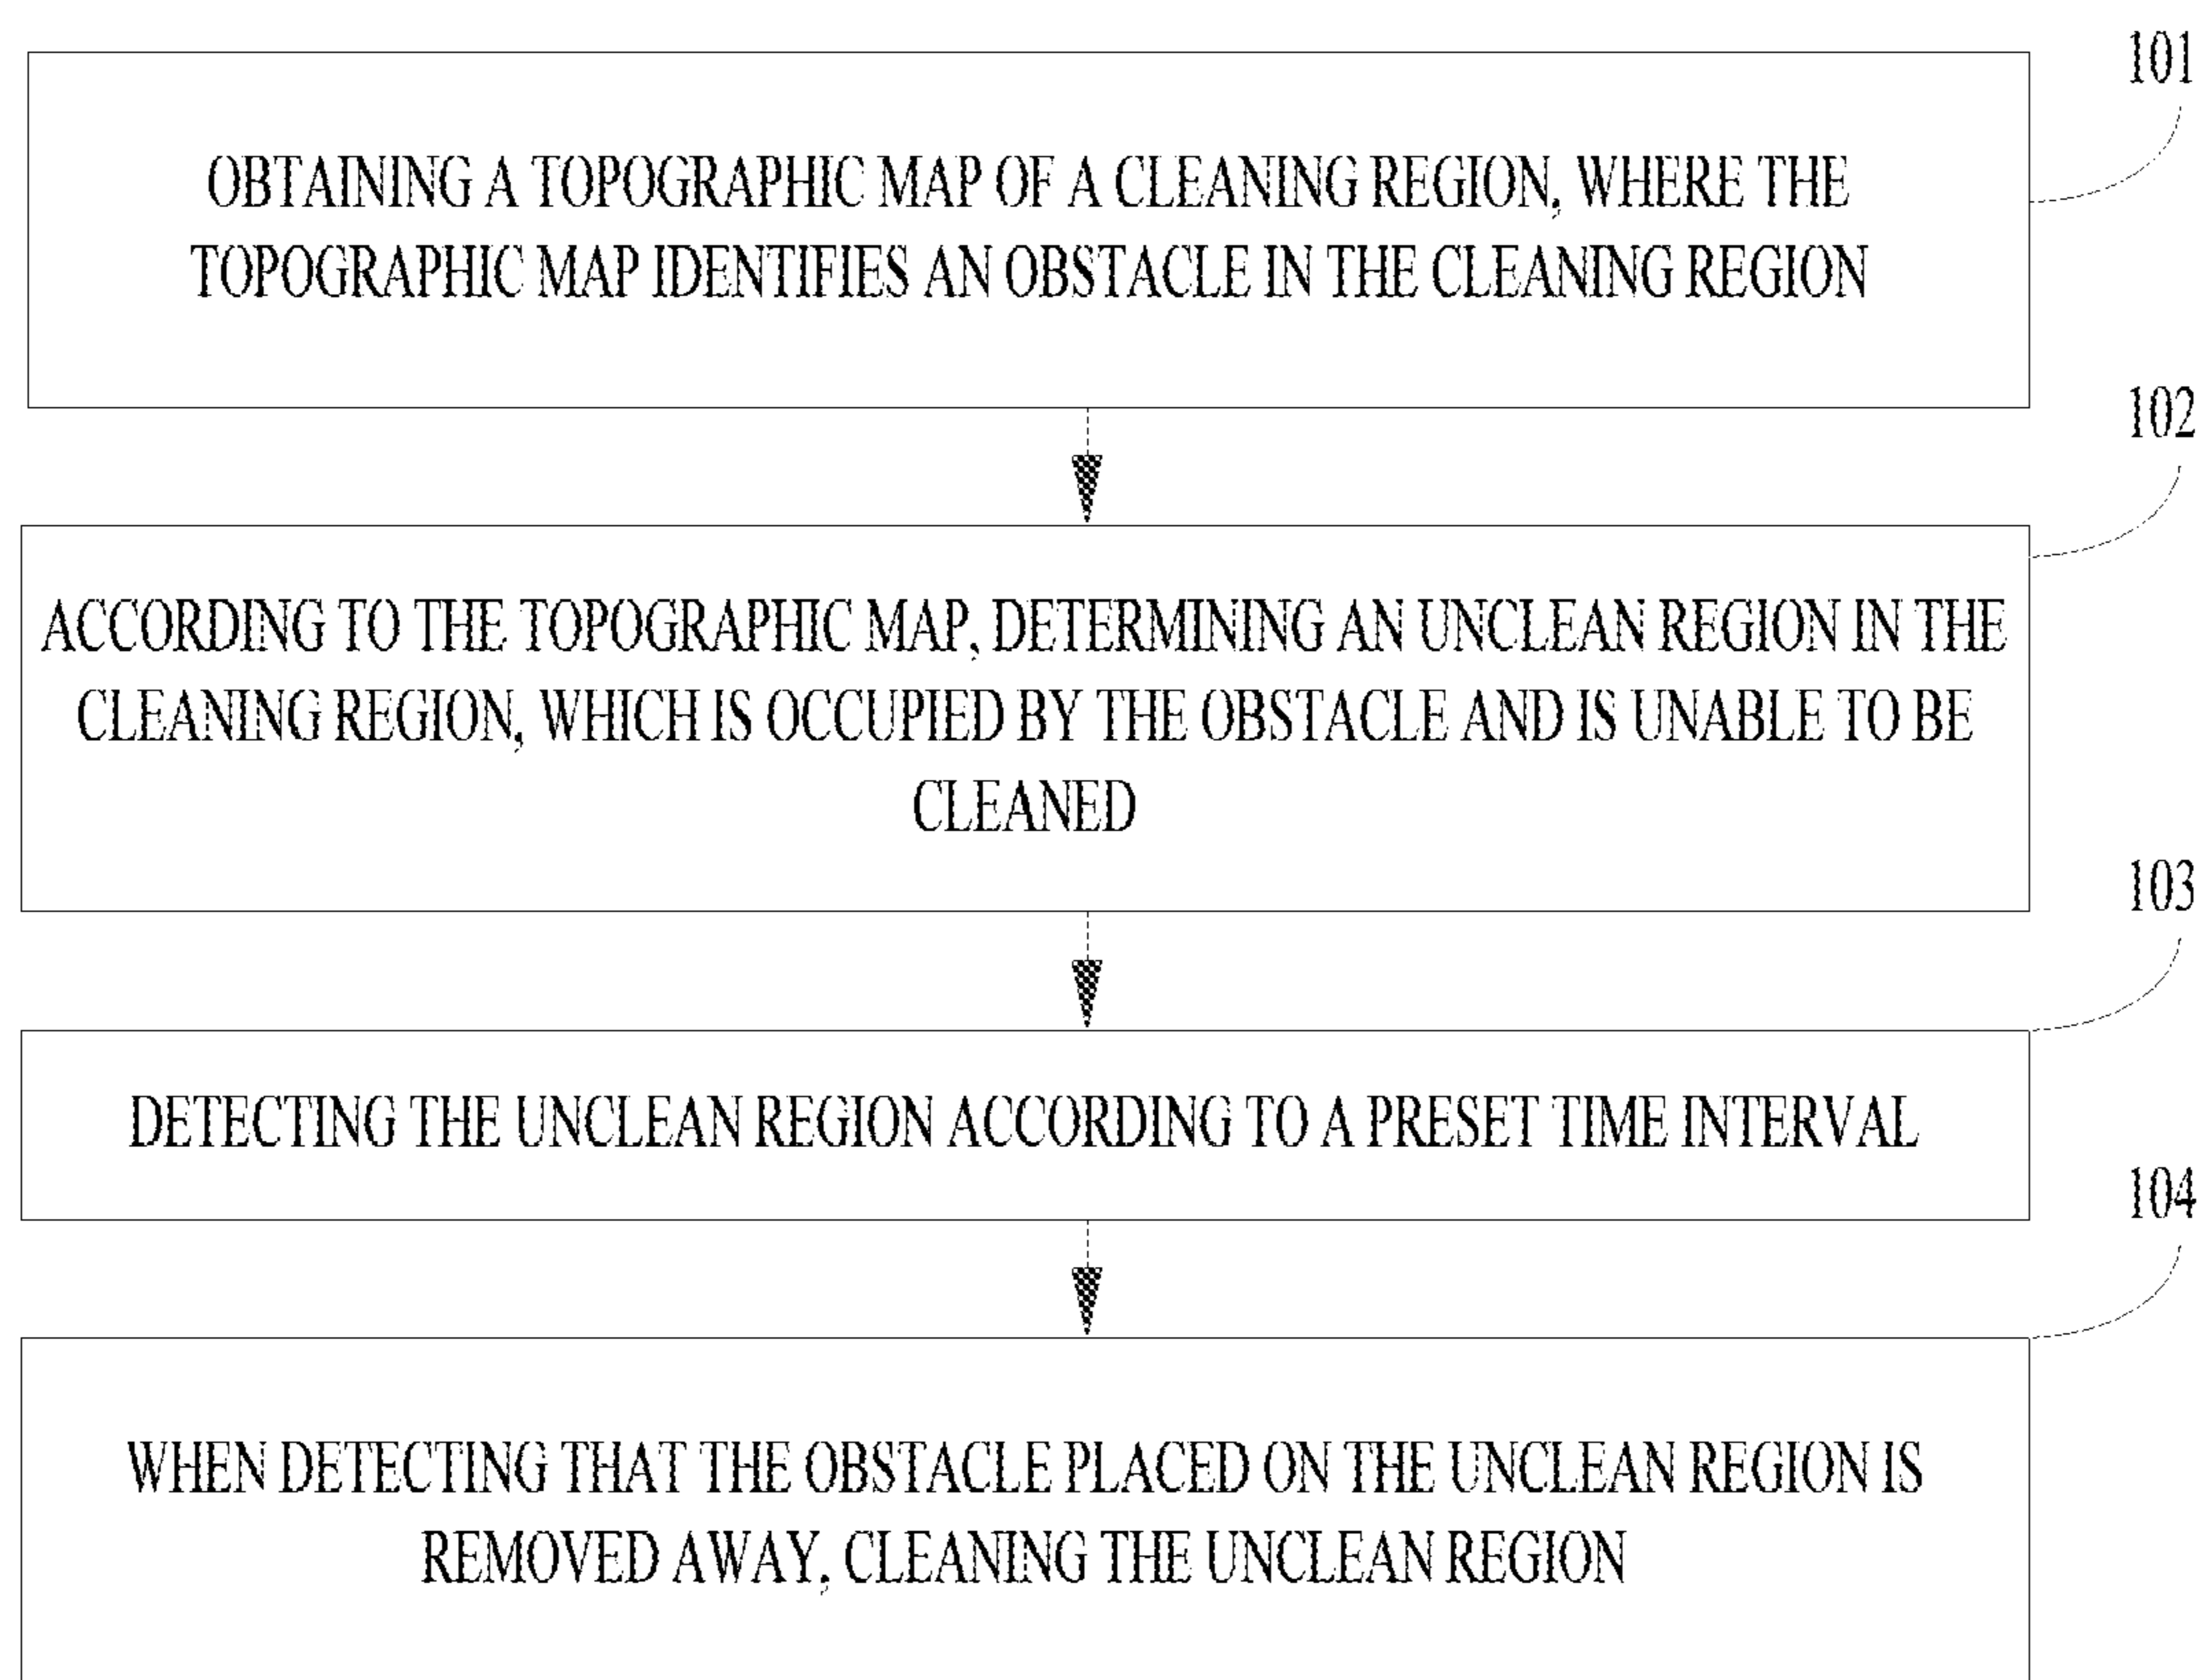 101
OBTAINING A TOPOGRAPHIC MAP OF A CLEANING REGION, WHERE THE
TOPOGRAPHIC MAP IDENTIFIES AN OBSTACLE IN THE CLEANING REGION
102
ACCORDING TO THE TOPOGRAPHIC MAP, DETERMINING AN UNCLEAN REGION IN THE
CLEANING REGION, WHICH IS OCCUPIED BY THE OBSTACLE AND IS UNABLE TO BE
CLEANED
103
DETECTING THE UNCLEAN REGION ACCORDING TO A PRESET TIME INTERVAL
104
WHEN DETECTING THAT THE OBSTACLE PLACED ON THE UNCLEAN REGION IS
REMOVED AWAY, CLEANING THE UNCLEAN REGION